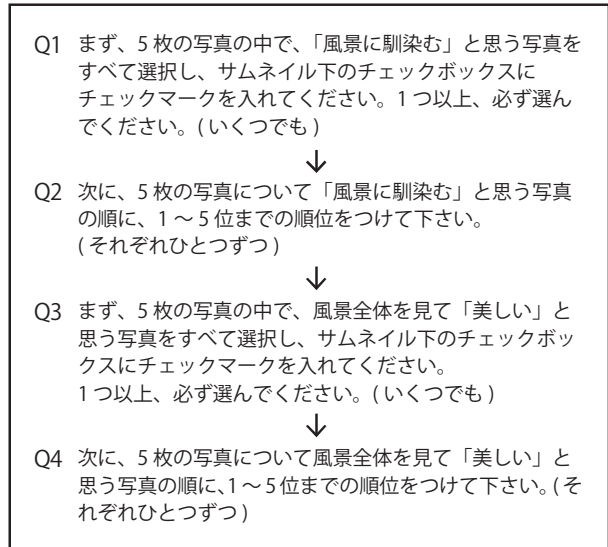 Q1 まず、5 枚の写真の中で、「風景に馴染む」と思う写真を
すべて選択し、サムネイル下のチェックボックスに
チェックマークを入れてください。1 つ以上、必ず選ん
でください。( いくつでも )
↓
Q2 次に、5 枚の写真について「風景に馴染む」と思う写真
の順に、1 ～ 5 位までの順位をつけて下さい。
( それぞれひとつずつ )
↓
Q3 まず、5 枚の写真の中で、風景全体を見て「美しい」と
思う写真をすべて選択し、サムネイル下のチェックボッ
クスにチェックマークを入れてください。
1 つ以上、必ず選んでください。( いくつでも )
↓
Q4 次に、5 枚の写真について風景全体を見て「美しい」と
思う写真の順に、1 ～ 5 位までの順位をつけて下さい。( そ
れぞれひとつずつ )